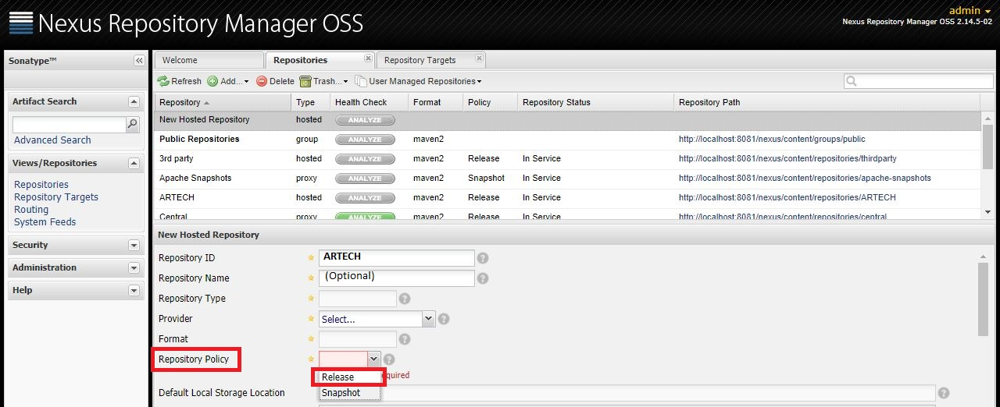 Nexus Repository Manager OSS
admin
Nexus Repository Manager OSS 2.14.5-02
Sonatype™
Artifact Search
Advanced Search
Views/Repositories
Repositories
Repository Targets
Routing
System Feeds
Security
Administration
Help
Welcome Repositories Repository Targets
Refresh Add... Delete Trash... User Managed Repositories
Repository Type Health Check Format Policy Repository Status Repository Path
New Hosted Repository hosted ANALYZE
Public Repositories group ANALYZE maven2 http://localhost:8081/nexus/content/groups/public
3rd party hosted ANALYZE maven2 Release In Service http://localhost:8081/nexus/content/repositories/thirdparty
Apache Snapshots proxy ANALYZE maven2 Snapshot In Service http://localhost:8081/nexus/content/repositories/apache-snapshots
ARTECH hosted ANALYZE maven2 Release In Service http://localhost:8081/nexus/content/repositories/ARTECH
Central proxy ANALYZE maven2 Release In Service http://localhost:8081/nexus/content/repositories/central
New Hosted Repository
Repository ID ARTECH
Repository Name (Optional)
Repository Type
Provider Select...
Format
Repository Policy
Release equired
Snapshot
Default Local Storage Location